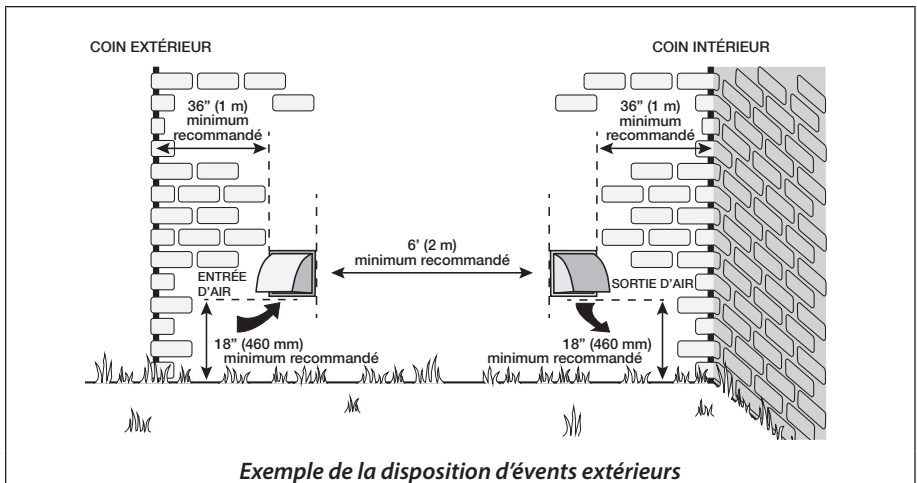 COIN EXTÉRIEUR
COIN INTÉRIEUR
36” (1 m)
minimum
recommandé
36” (1 m)
minimum
recommandé
6’ (2 m)
minimum recommandé
ENTRÉE
D’AIR
SORTIE D’AIR
18” (460 mm)
minimum recommandé
18” (460 mm)
minimum recommandé
Exemple de la disposition d’évents extérieurs